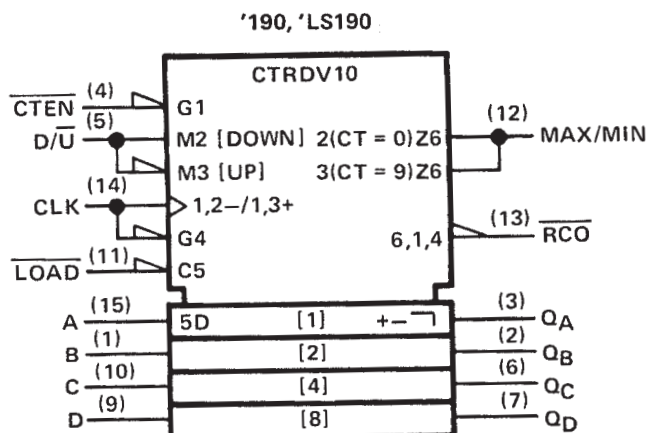 '190, 'LS190
CTRDV10
CTEN (4) G1
D/U (5) M2 [DOWN] 2(CT = 0)Z6 (12) MAX/MIN
M3 [UP] 3(CT = 9)Z6
CLK (14) 1,2−/1,3+
G4 6,1,4 (13) RCO
LOAD (11) C5
A (15) 5D [1] +− (3) QA
B (1) [2] (2) QB
C (10) [4] (6) QC
D (9) [8] (7) QD